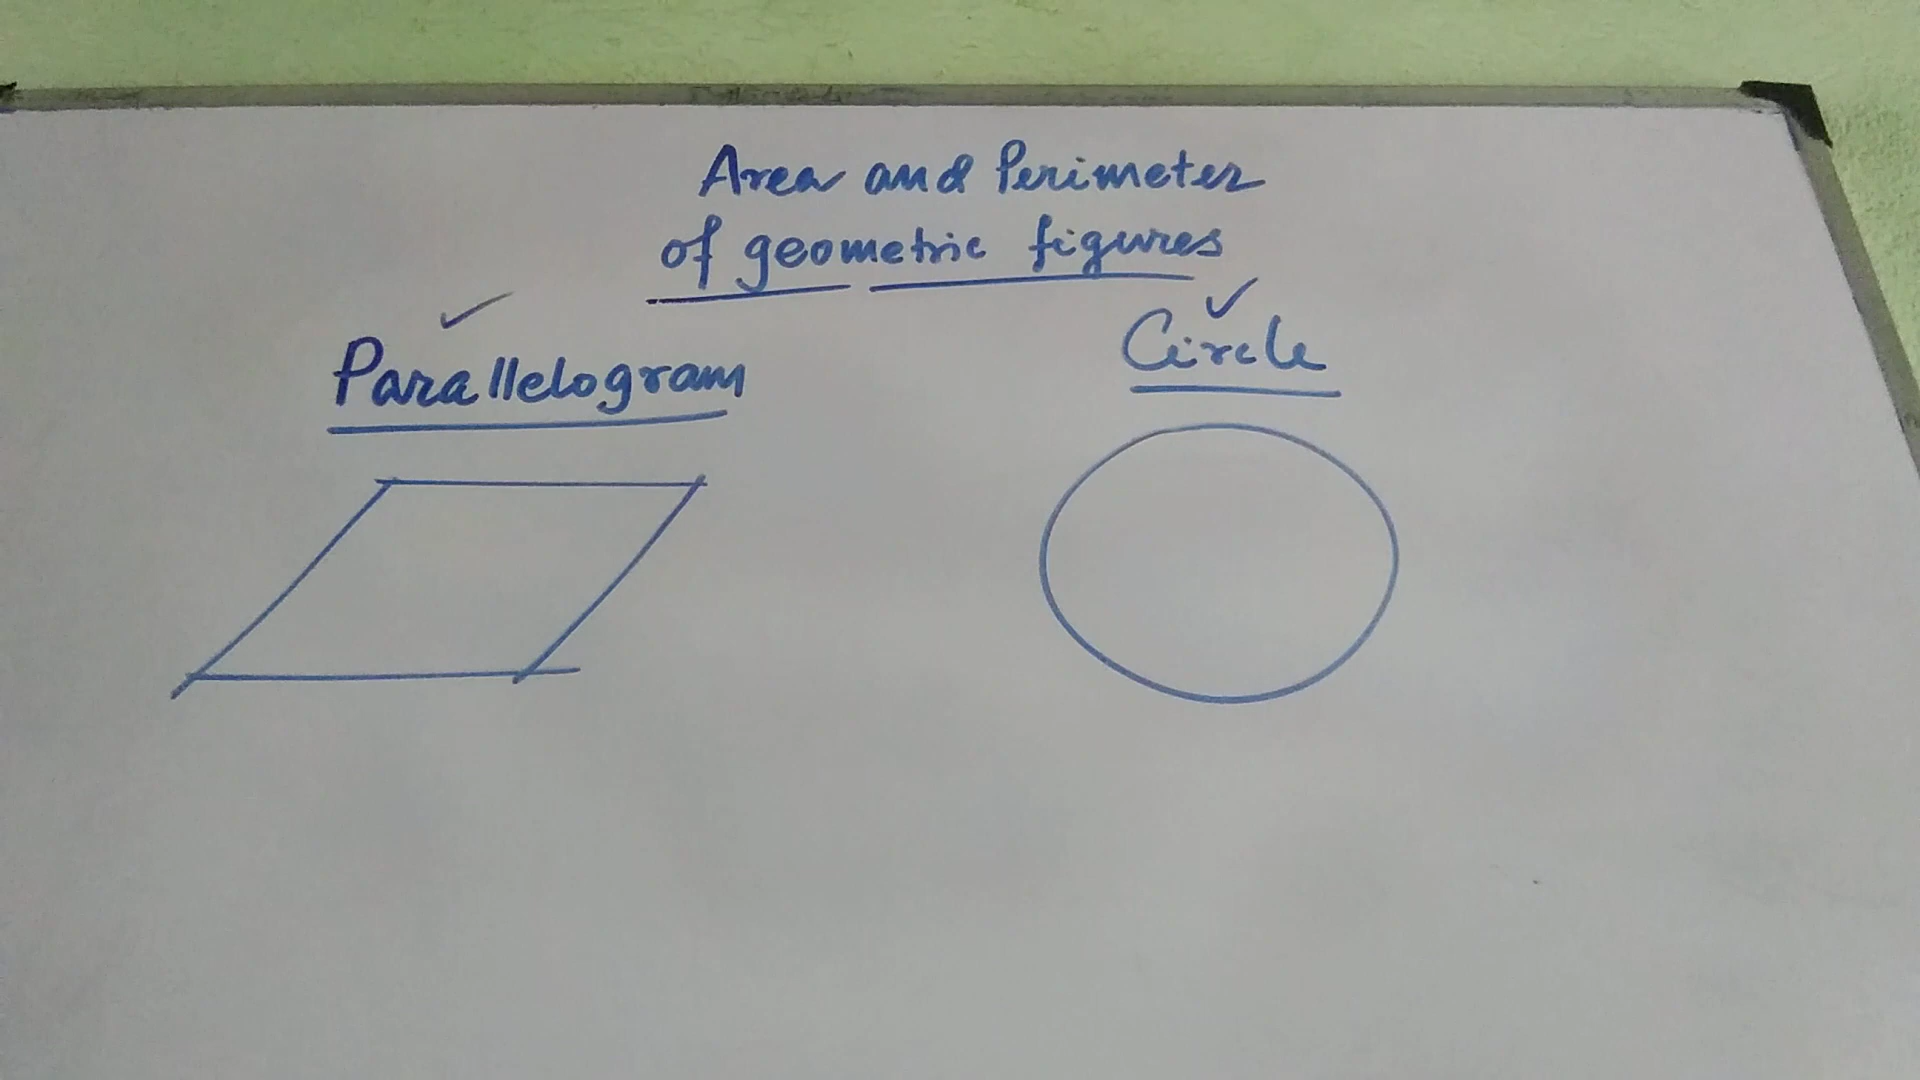 Area and Perimeter
of geometric figures
Parallelogram
Circle